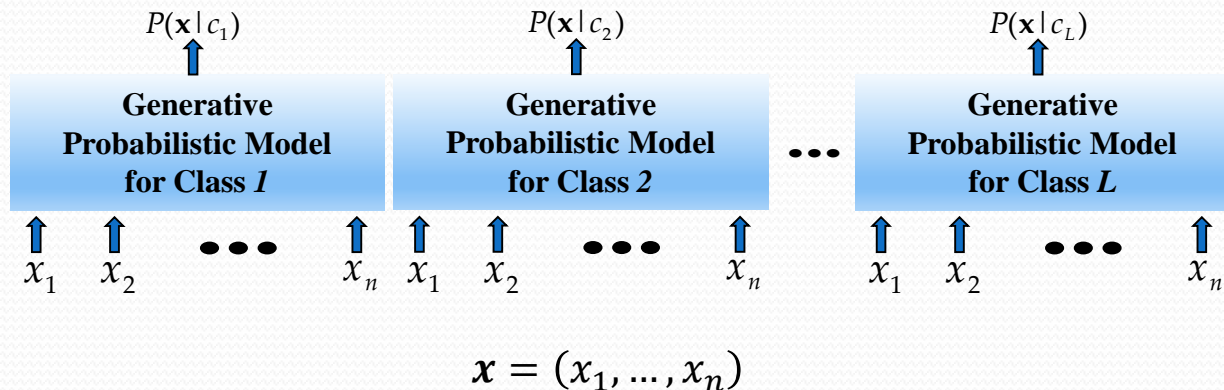 P(x|c₁) P(x|c₂) P(x|c_L)
Generative Generative Generative
Probabilistic Model Probabilistic Model ••• Probabilistic Model
for Class 1 for Class 2 for Class L
x₁ x₂ ••• xₙ x₁ x₂ ••• xₙ x₁ x₂ ••• xₙ
x = (x₁, …, xₙ)